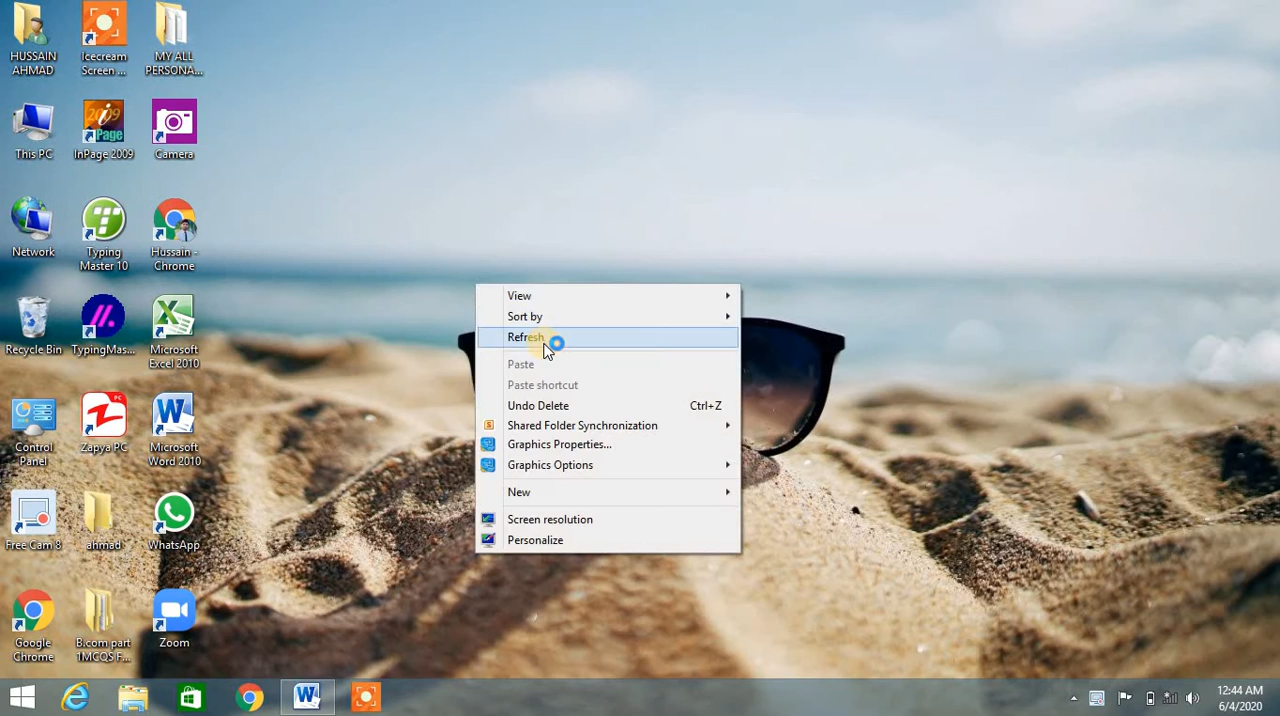 HUSSAIN
AHMAD
Icecream
Screen ...
MY ALL
PERSONA...
This PC
2009
i
Page
InPage 2009
Camera
Network
Typing
Master 10
Hussain -
Chrome
Recycle Bin
TypingMas...
Microsoft
Excel 2010
Control
Panel
PC
Zapya PC
Microsoft
Word 2010
Free Cam 8
ahmad
WhatsApp
Google
Chrome
B.com part
1MCQS F...
Zoom
View
Sort by
Refresh
Paste
Paste shortcut
Undo Delete Ctrl+Z
Shared Folder Synchronization
Graphics Properties...
Graphics Options
New
Screen resolution
Personalize
12:44 AM
6/4/2020